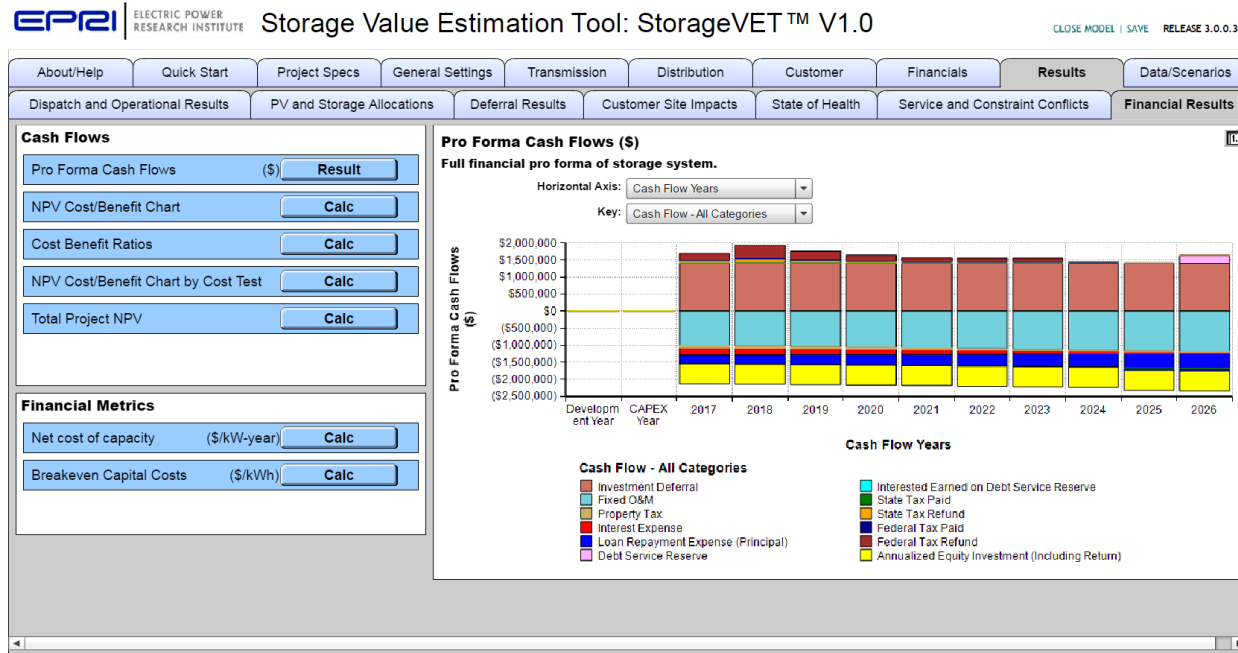 EPRI ELECTRIC POWER
RESEARCH INSTITUTE
Storage Value Estimation Tool: StorageVET™ V1.0
CLOSE MODEL | SAVE RELEASE 3.0.0.3
About/Help Quick Start Project Specs General Settings Transmission Distribution Customer Financials Results Data/Scenarios
Dispatch and Operational Results PV and Storage Allocations Deferral Results Customer Site Impacts State of Health Service and Constraint Conflicts Financial Results
Cash Flows
Pro Forma Cash Flows ($) Result
NPV Cost/Benefit Chart Calc
Cost Benefit Ratios Calc
NPV Cost/Benefit Chart by Cost Test Calc
Total Project NPV Calc
Financial Metrics
Net cost of capacity ($/kW-year) Calc
Breakeven Capital Costs ($/kWh) Calc
Pro Forma Cash Flows ($)
Full financial pro forma of storage system.
Horizontal Axis: Cash Flow Years
Key: Cash Flow - All Categories
Pro Forma Cash Flows
($)
$2,000,000
$1,500,000
$1,000,000
$500,000
$0
($500,000)
($1,000,000)
($1,500,000)
($2,000,000)
($2,500,000)
Developm
ent Year
CAPEX
Year
2017 2018 2019 2020 2021 2022 2023 2024 2025 2026
Cash Flow Years
Cash Flow - All Categories
Investment Deferral
Fixed O&M
Property Tax
Interest Expense
Loan Repayment Expense (Principal)
Debt Service Reserve
Interested Earned on Debt Service Reserve
State Tax Paid
State Tax Refund
Federal Tax Paid
Federal Tax Refund
Annualized Equity Investment (Including Return)